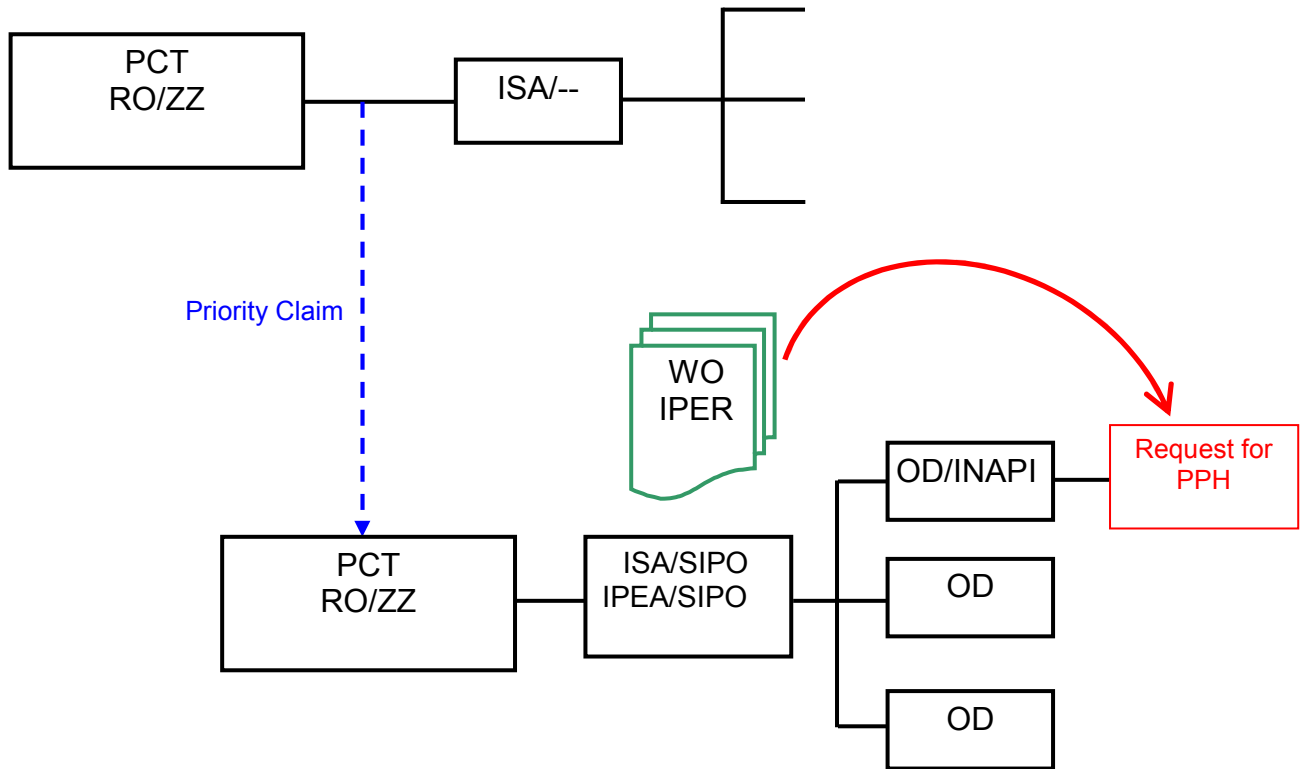 PCT
RO/ZZ
ISA/--
Priority Claim
WO
IPER
OD/INAPI
Request for
PPH
PCT
RO/ZZ
ISA/SIPO
IPEA/SIPO
OD
OD